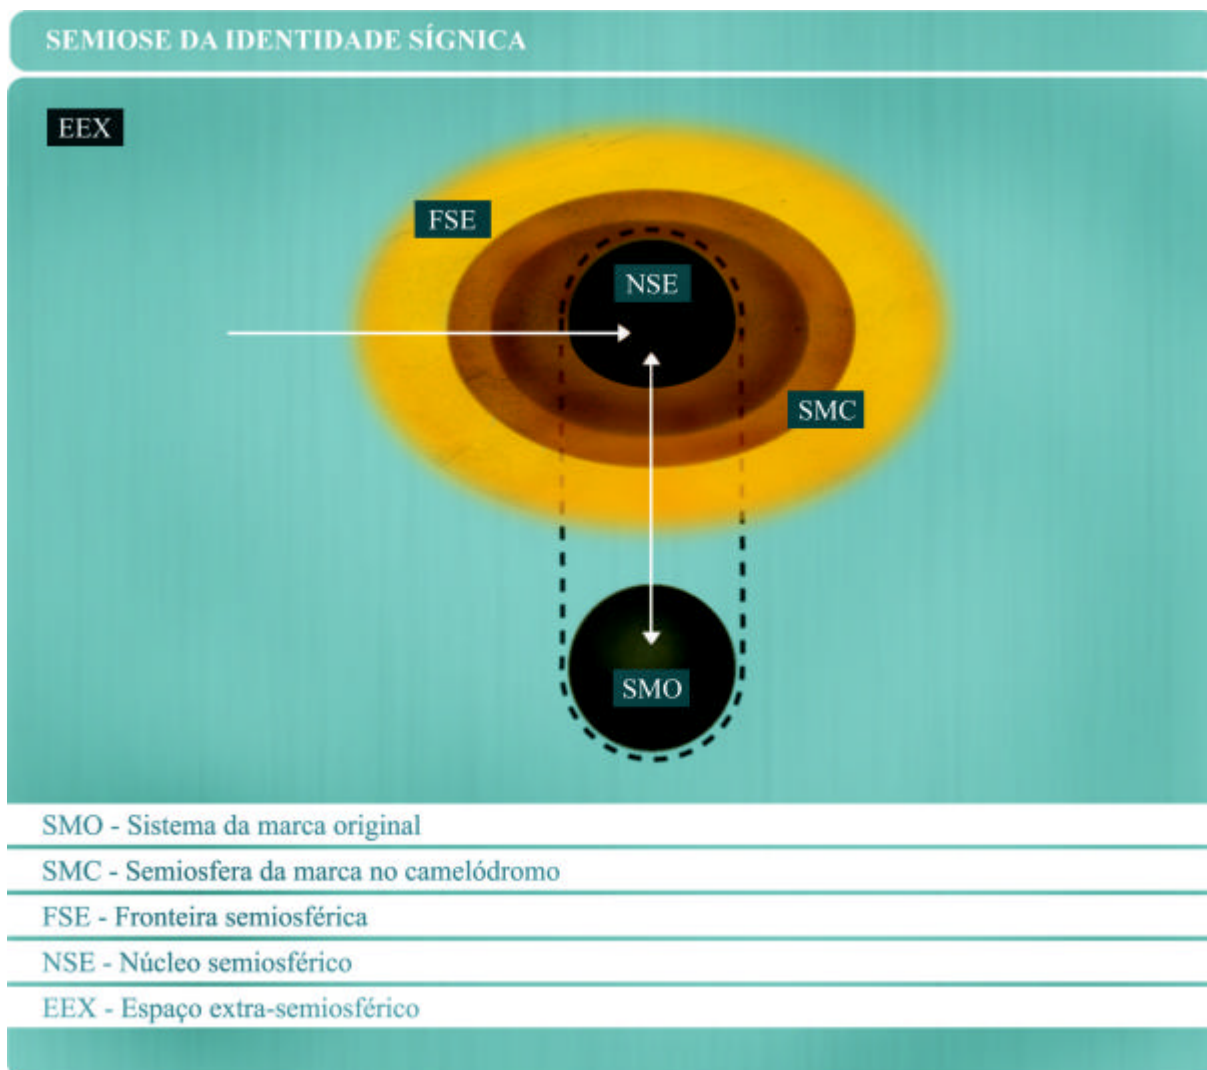 SEMIOSE DA IDENTIDADE SÍGNICA
EEX
FSE
NSE
SMC
SMO
SMO - Sistema da marca original
SMC - Semiosfera da marca no camelódromo
FSE - Fronteira semiosférica
NSE - Núcleo semiosférico
EEX - Espaço extra-semiosférico